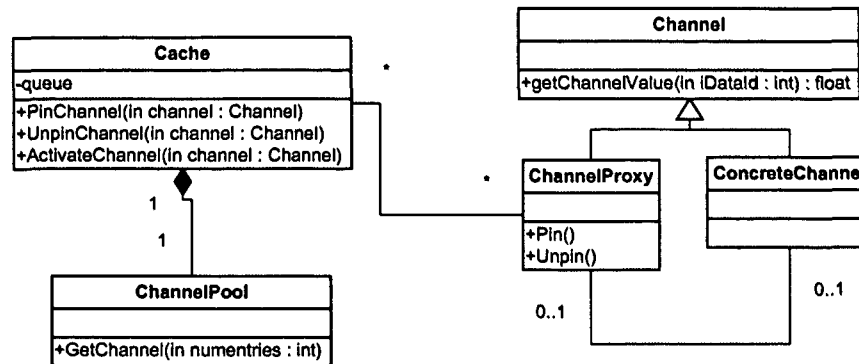 Cache
-queue
+PinChannel(in channel : Channel)
+UnpinChannel(in channel : Channel)
+ActivateChannel(in channel : Channel)
*
Channel
+getChannelValue(in iDataId : int) : float
*
ChannelProxy
+Pin()
+Unpin()
ConcreteChannel
1
1
ChannelPool
+GetChannel(in numentries : int)
0..1
0..1